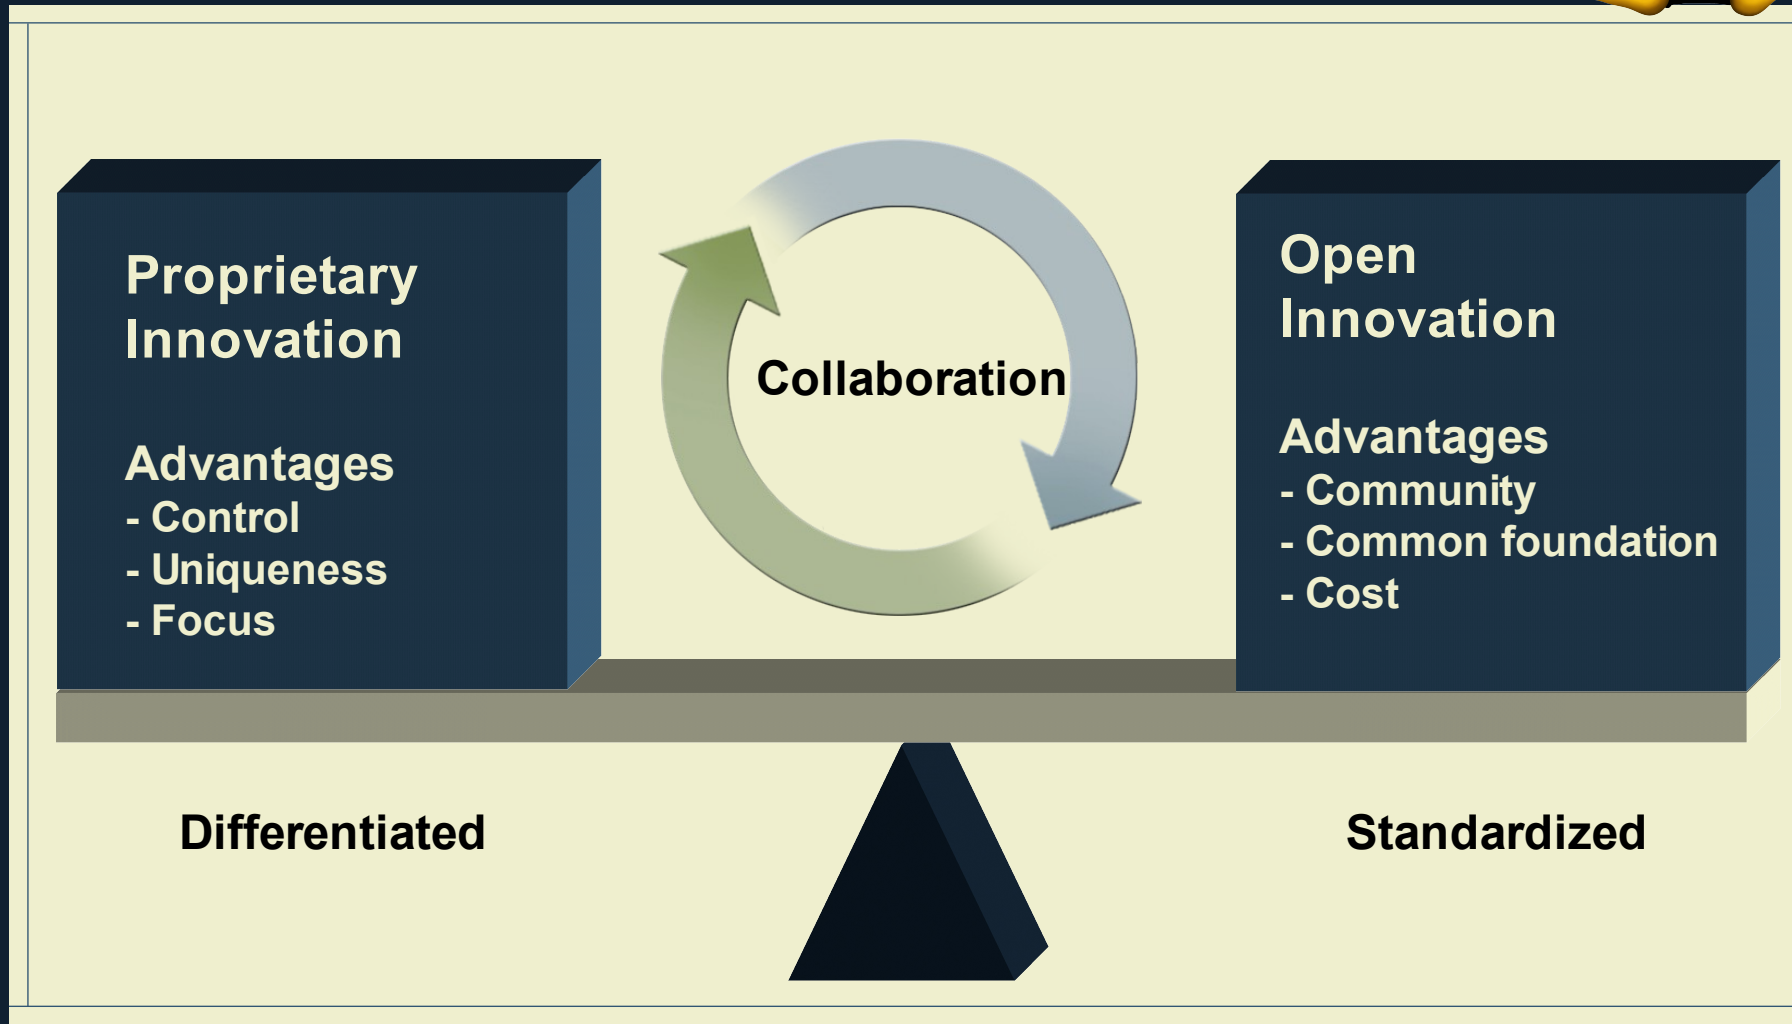 Proprietary
Innovation
Advantages
- Control
- Uniqueness
- Focus
Collaboration
Open
Innovation
Advantages
- Community
- Common foundation
- Cost
Differentiated
Standardized